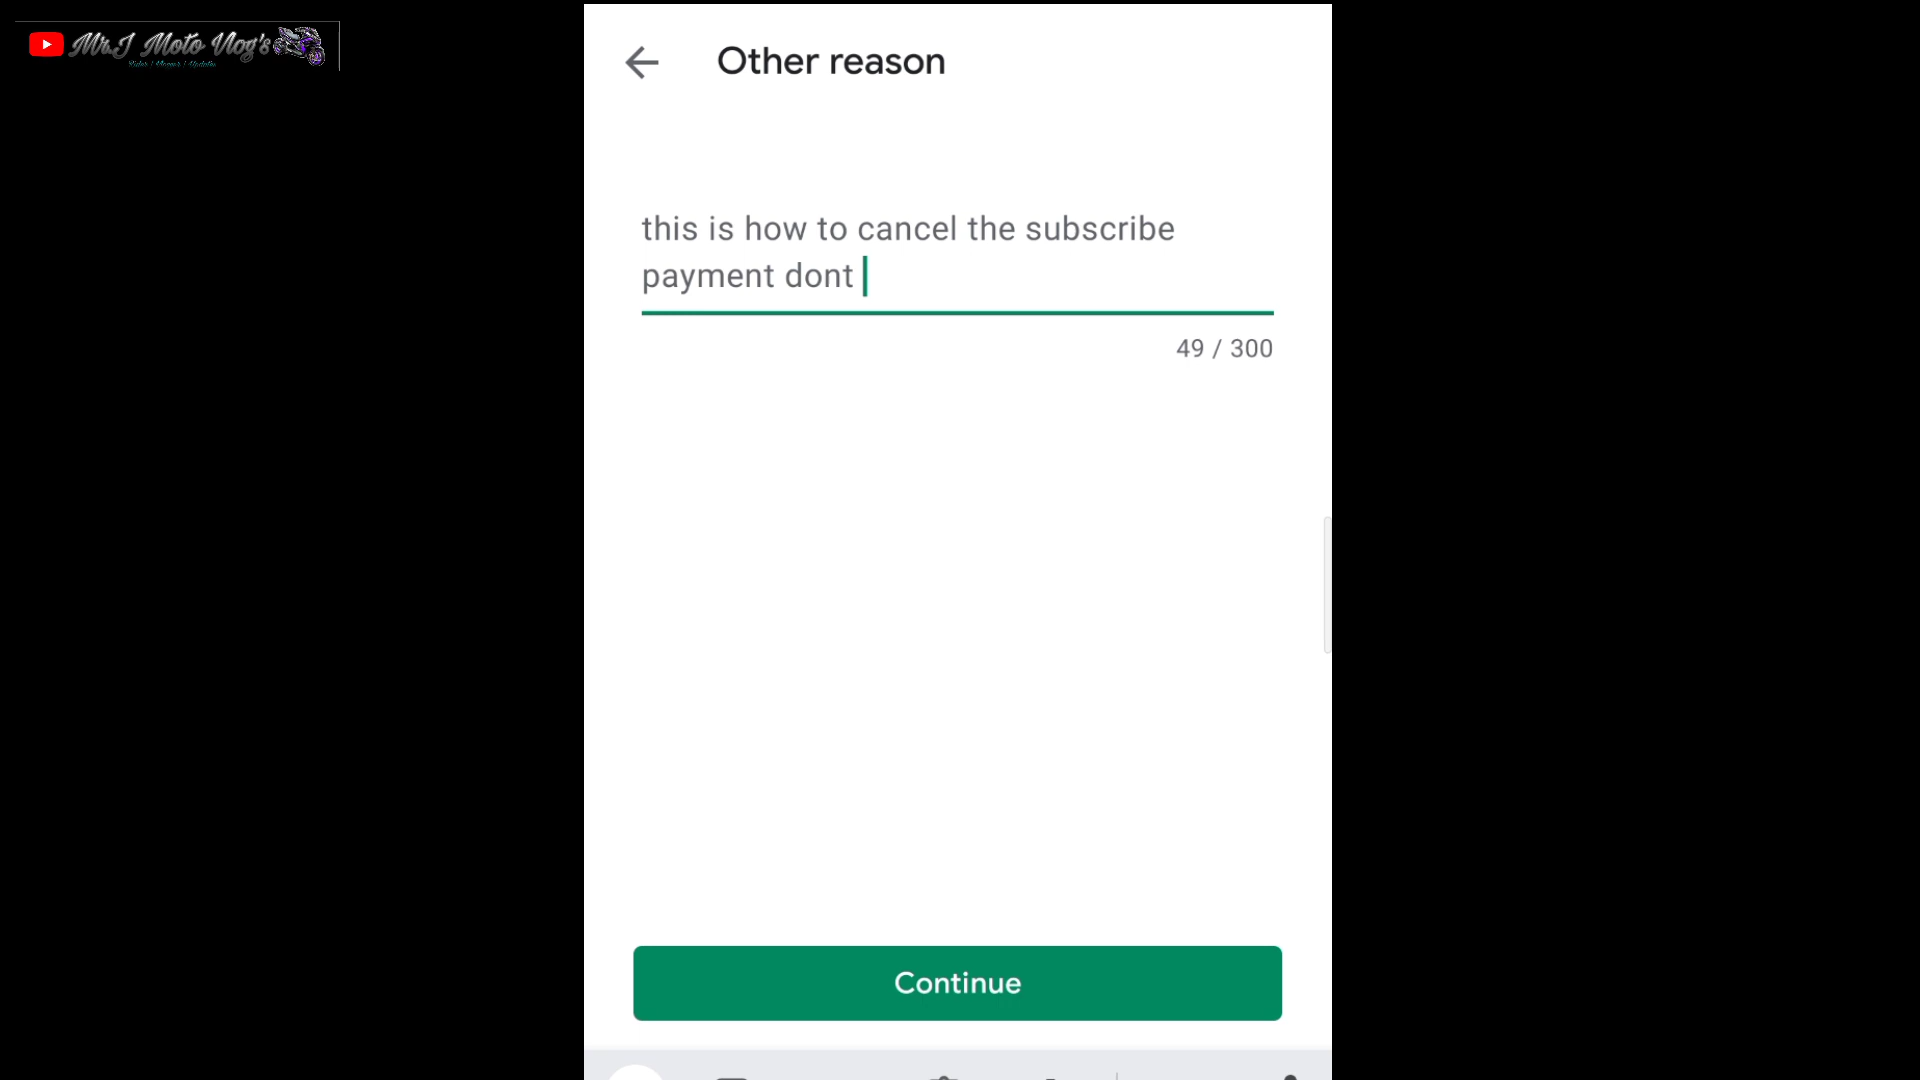 Mr.J Moto Vlog's
Other reason
this is how to cancel the subscribe
payment dont
49 / 300
Continue